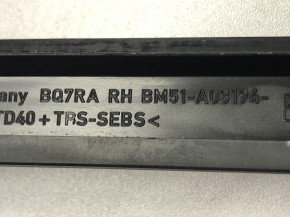 any BQ7RA RH BM51-A03194-
TD40+TRS-SEBS<